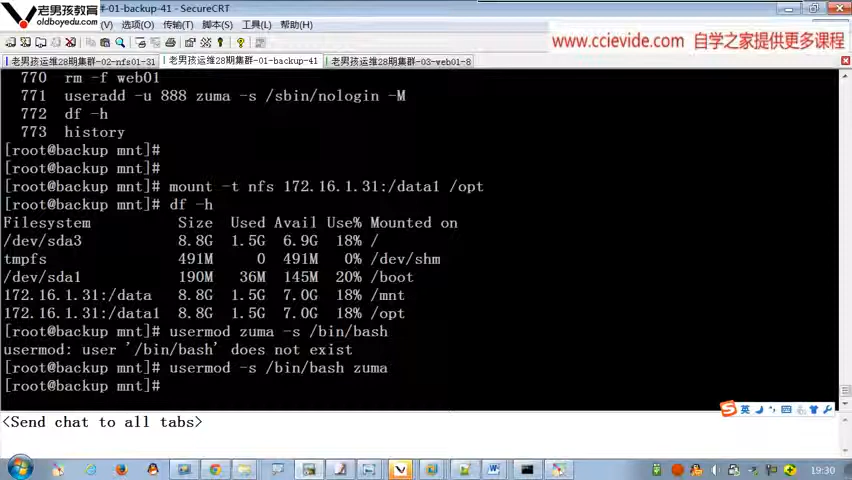 老男孩教育
oldboyedu.com
-01-backup-41 - SecureCRT
www.ccievide.com 自学之家提供更多课程
(V) 选项(O) 传输(T) 脚本(S) 工具(L) 帮助(H)
老男孩运维28期集群-02-nfs01-31
老男孩运维28期集群-01-backup-41
老男孩运维28期集群-03-web01-8
770 rm -f web01
771 useradd -u 888 zuma -s /sbin/nologin -M
772 df -h
773 history
[root@backup mnt]#
[root@backup mnt]#
[root@backup mnt]# mount -t nfs 172.16.1.31:/data1 /opt
[root@backup mnt]# df -h
Filesystem Size Used Avail Use% Mounted on
/dev/sda3 8.8G 1.5G 6.9G 18% /
tmpfs 491M 0 491M 0% /dev/shm
/dev/sda1 190M 36M 145M 20% /boot
172.16.1.31:/data 8.8G 1.5G 7.0G 18% /mnt
172.16.1.31:/data1 8.8G 1.5G 7.0G 18% /opt
[root@backup mnt]# usermod zuma -s /bin/bash
usermod: user '/bin/bash' does not exist
[root@backup mnt]# usermod -s /bin/bash zuma
[root@backup mnt]#
英
<Send chat to all tabs>
19:30